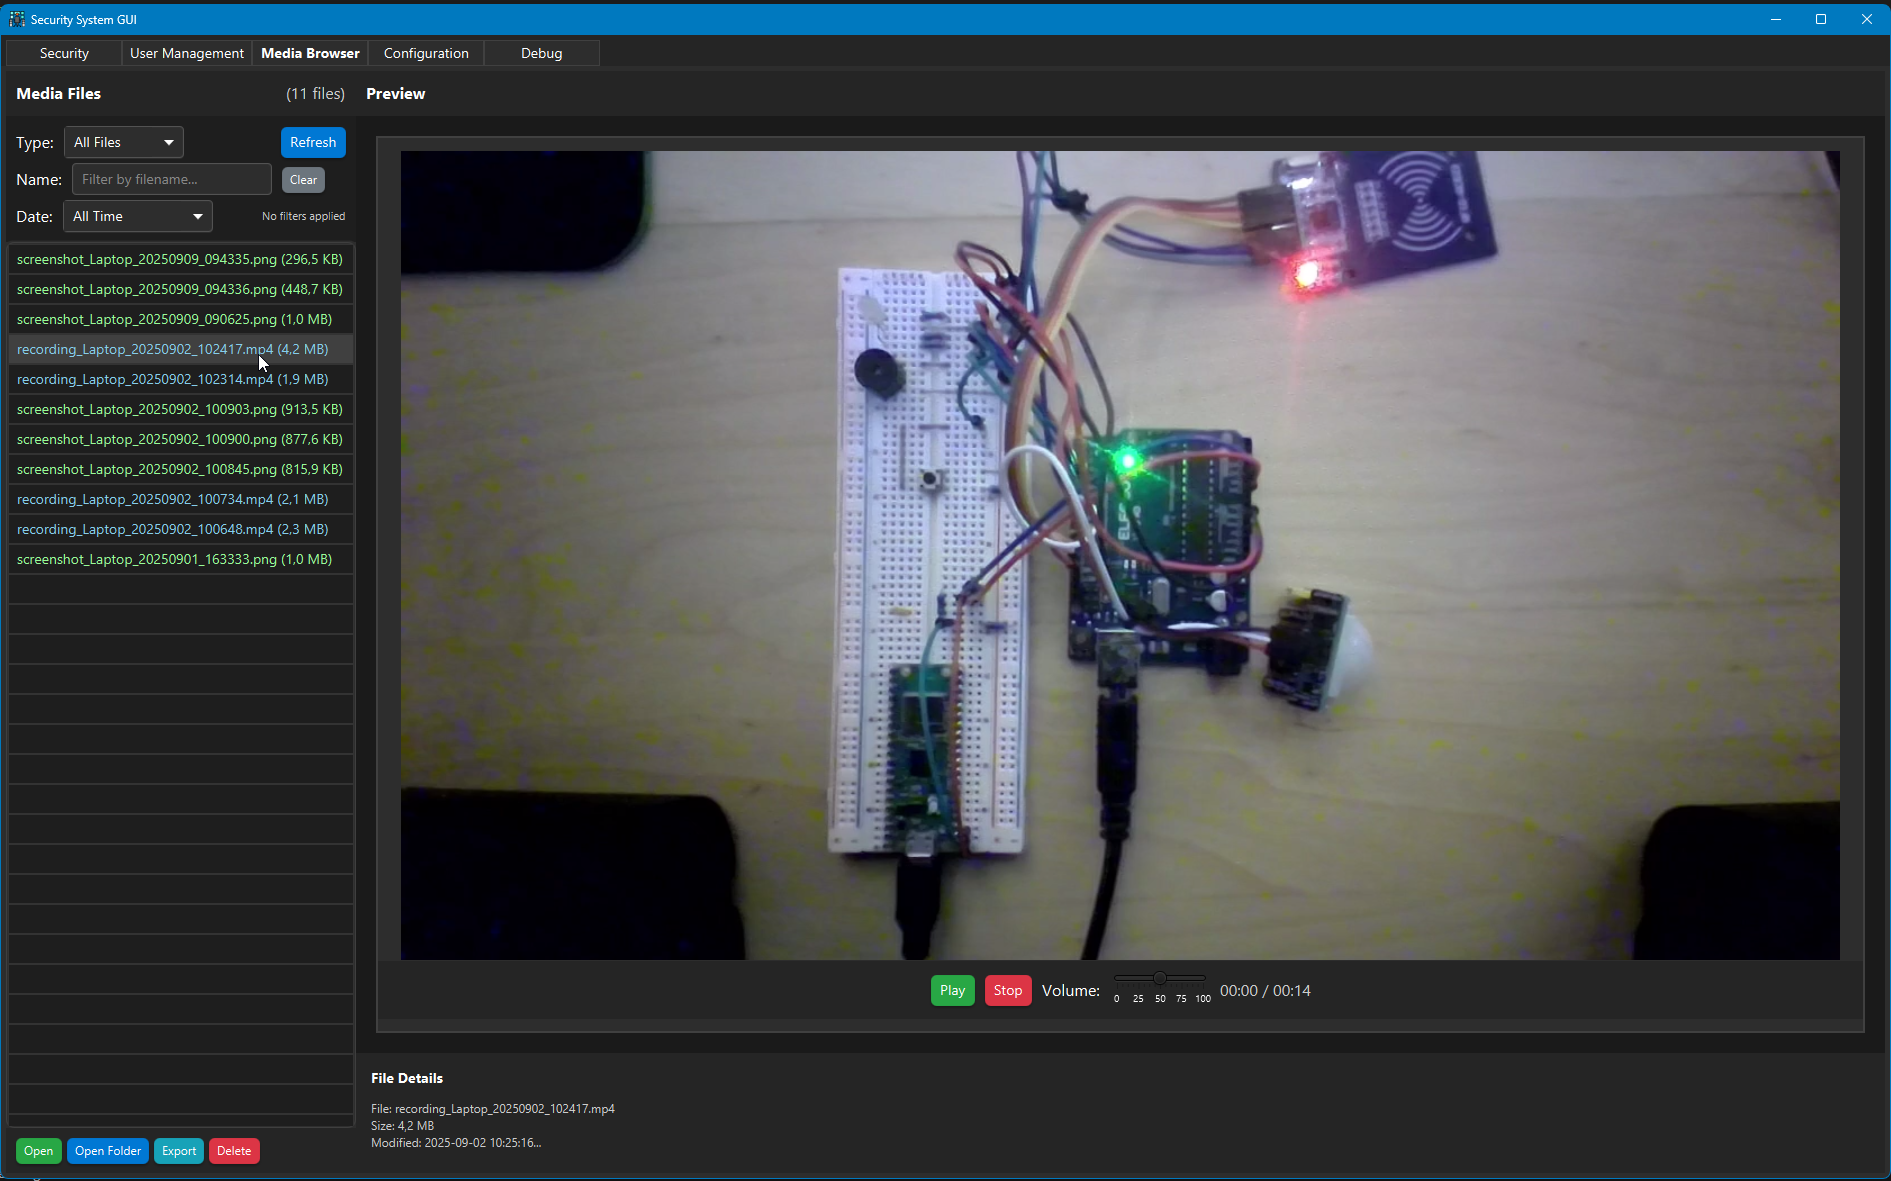 Security System GUI
Security User Management Media Browser Configuration Debug
Media Files (11 files)
Type: All Files Refresh
Name: Filter by filename... Clear
Date: All Time No filters applied
screenshot_Laptop_20250909_094335.png (296,5 KB)
screenshot_Laptop_20250909_094336.png (448,7 KB)
screenshot_Laptop_20250909_090625.png (1,0 MB)
recording_Laptop_20250902_102417.mp4 (4,2 MB)
recording_Laptop_20250902_102314.mp4 (1,9 MB)
screenshot_Laptop_20250902_100903.png (913,5 KB)
screenshot_Laptop_20250902_100900.png (877,6 KB)
screenshot_Laptop_20250902_100845.png (815,9 KB)
recording_Laptop_20250902_100734.mp4 (2,1 MB)
recording_Laptop_20250902_100648.mp4 (2,3 MB)
screenshot_Laptop_20250901_163333.png (1,0 MB)
Open Open Folder Export Delete
Preview
Play Stop Volume: 0 25 50 75 100 00:00 / 00:14
File Details
File: recording_Laptop_20250902_102417.mp4
Size: 4,2 MB
Modified: 2025-09-02 10:25:16...